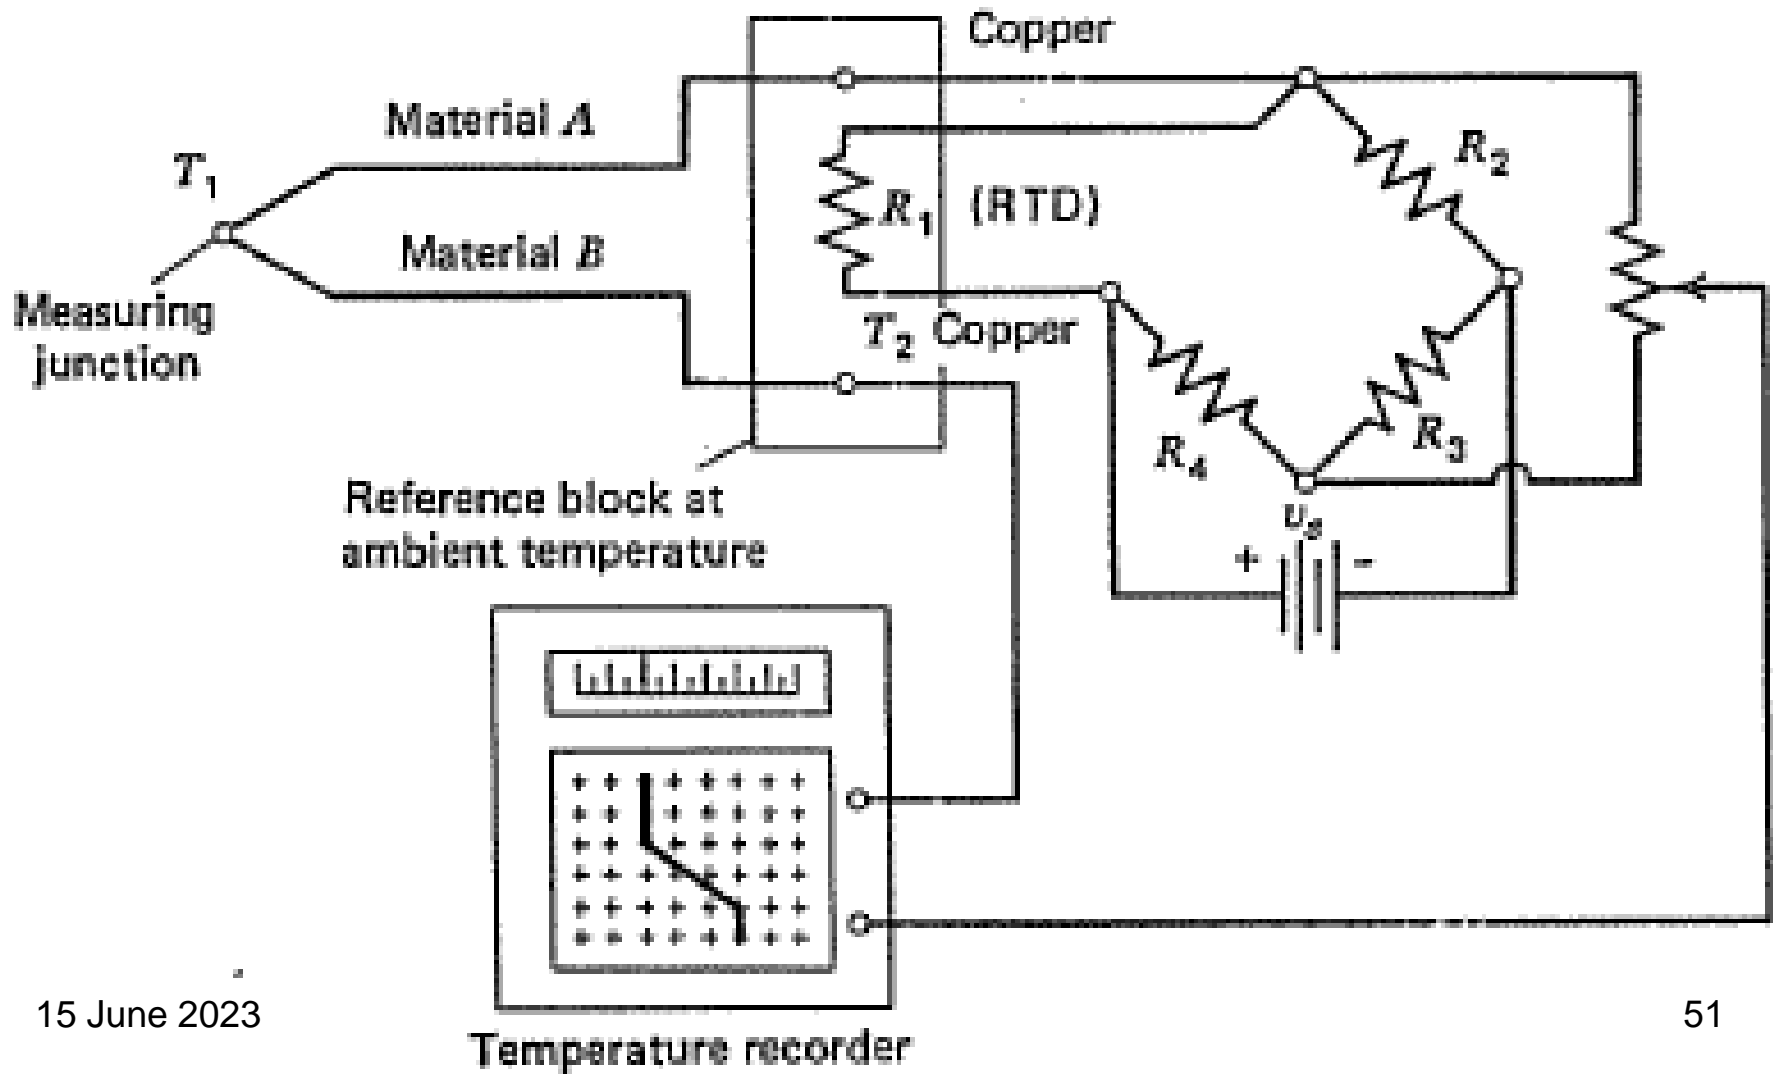 Copper
Material A
T₁
R₂
R₁ (RTD)
Material B
Measuring
junction
T₂ Copper
R₃
R₄
Reference block at
ambient temperature
υₛ
+ -
15 June 2023
51
Temperature recorder